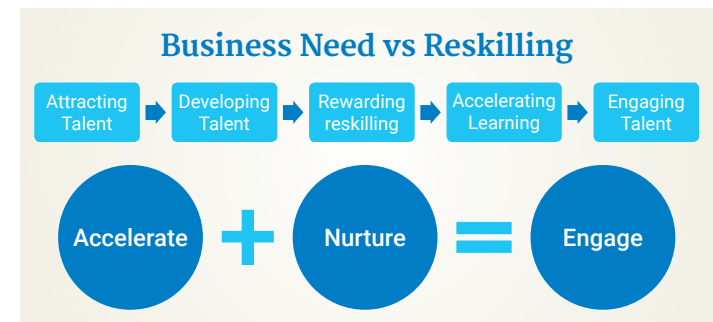 Business Need vs Reskilling
Attracting
Talent
Developing
Talent
Rewarding
reskilling
Accelerating
Learning
Engaging
Talent
Accelerate
+
Nurture
=
Engage